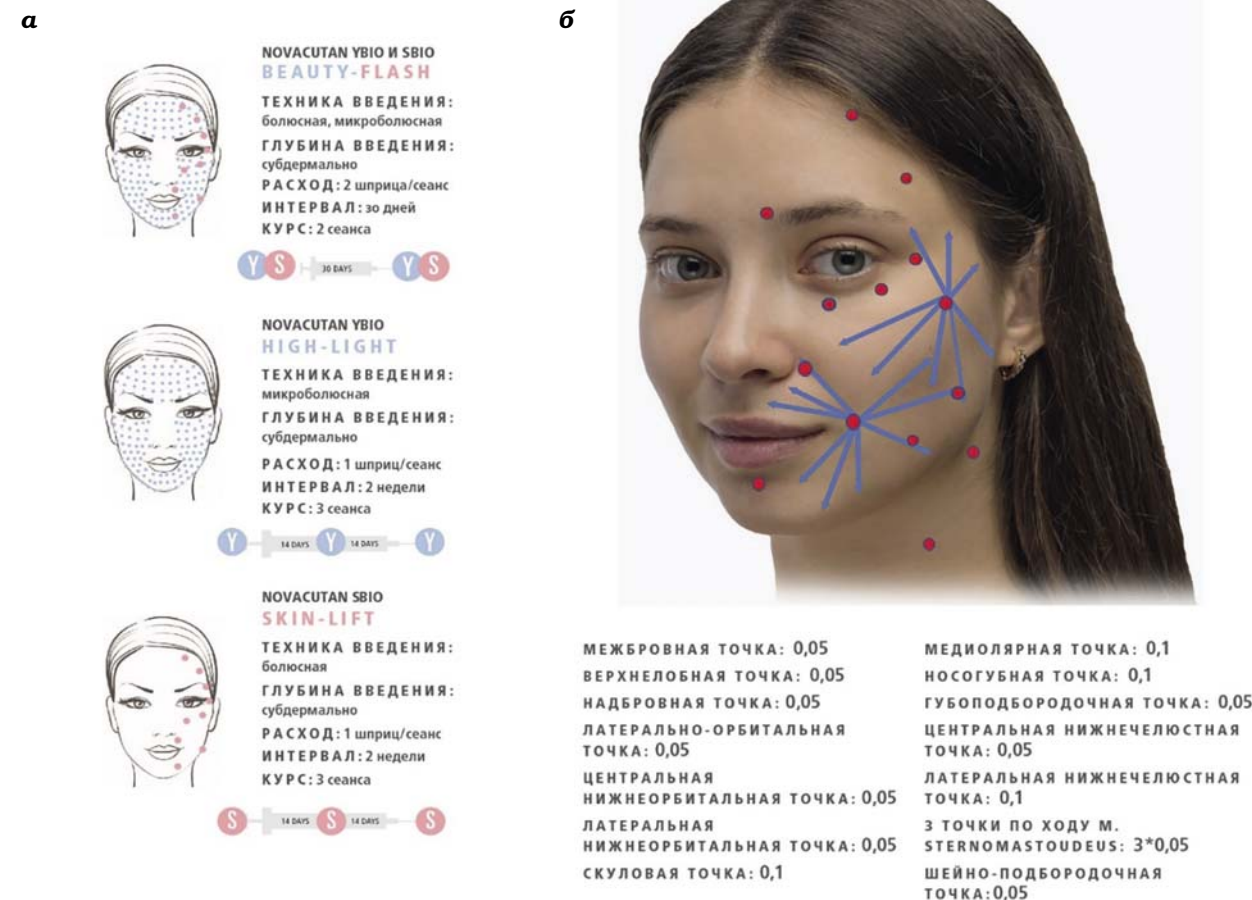 а
NOVACUTAN YBIO И SBIO
BEAUTY-FLASH
ТЕХНИКА ВВЕДЕНИЯ:
болюсная, микроболюсная
ГЛУБИНА ВВЕДЕНИЯ:
субдермально
РАСХОД: 2 шприца/сеанс
ИНТЕРВАЛ: 30 дней
КУРС: 2 сеанса
Y S 30 DAYS Y S
NOVACUTAN YBIO
HIGH-LIGHT
ТЕХНИКА ВВЕДЕНИЯ:
микроболюсная
ГЛУБИНА ВВЕДЕНИЯ:
субдермально
РАСХОД: 1 шприц/сеанс
ИНТЕРВАЛ: 2 недели
КУРС: 3 сеанса
Y 14 DAYS Y 14 DAYS Y
NOVACUTAN SBIO
SKIN-LIFT
ТЕХНИКА ВВЕДЕНИЯ:
болюсная
ГЛУБИНА ВВЕДЕНИЯ:
субдермально
РАСХОД: 1 шприц/сеанс
ИНТЕРВАЛ: 2 недели
КУРС: 3 сеанса
S 14 DAYS S 14 DAYS S
б
МЕЖБРОВНАЯ ТОЧКА: 0,05
ВЕРХНЕЛОБНАЯ ТОЧКА: 0,05
НАДБРОВНАЯ ТОЧКА: 0,05
ЛАТЕРАЛЬНО-ОРБИТАЛЬНАЯ
ТОЧКА: 0,05
ЦЕНТРАЛЬНАЯ
НИЖНЕОРБИТАЛЬНАЯ ТОЧКА: 0,05
ЛАТЕРАЛЬНАЯ
НИЖНЕОРБИТАЛЬНАЯ ТОЧКА: 0,05
СКУЛОВАЯ ТОЧКА: 0,1
МЕДИОЛЯРНАЯ ТОЧКА: 0,1
НОСОГУБНАЯ ТОЧКА: 0,1
ГУБОПОДБОРОДОЧНАЯ ТОЧКА: 0,05
ЦЕНТРАЛЬНАЯ НИЖНЕЧЕЛЮСТНАЯ
ТОЧКА: 0,05
ЛАТЕРАЛЬНАЯ НИЖНЕЧЕЛЮСТНАЯ
ТОЧКА: 0,1
3 ТОЧКИ ПО ХОДУ М.
STERNOMASTOUDEUS: 3*0,05
ШЕЙНО-ПОДБОРОДОЧНАЯ
ТОЧКА:0,05